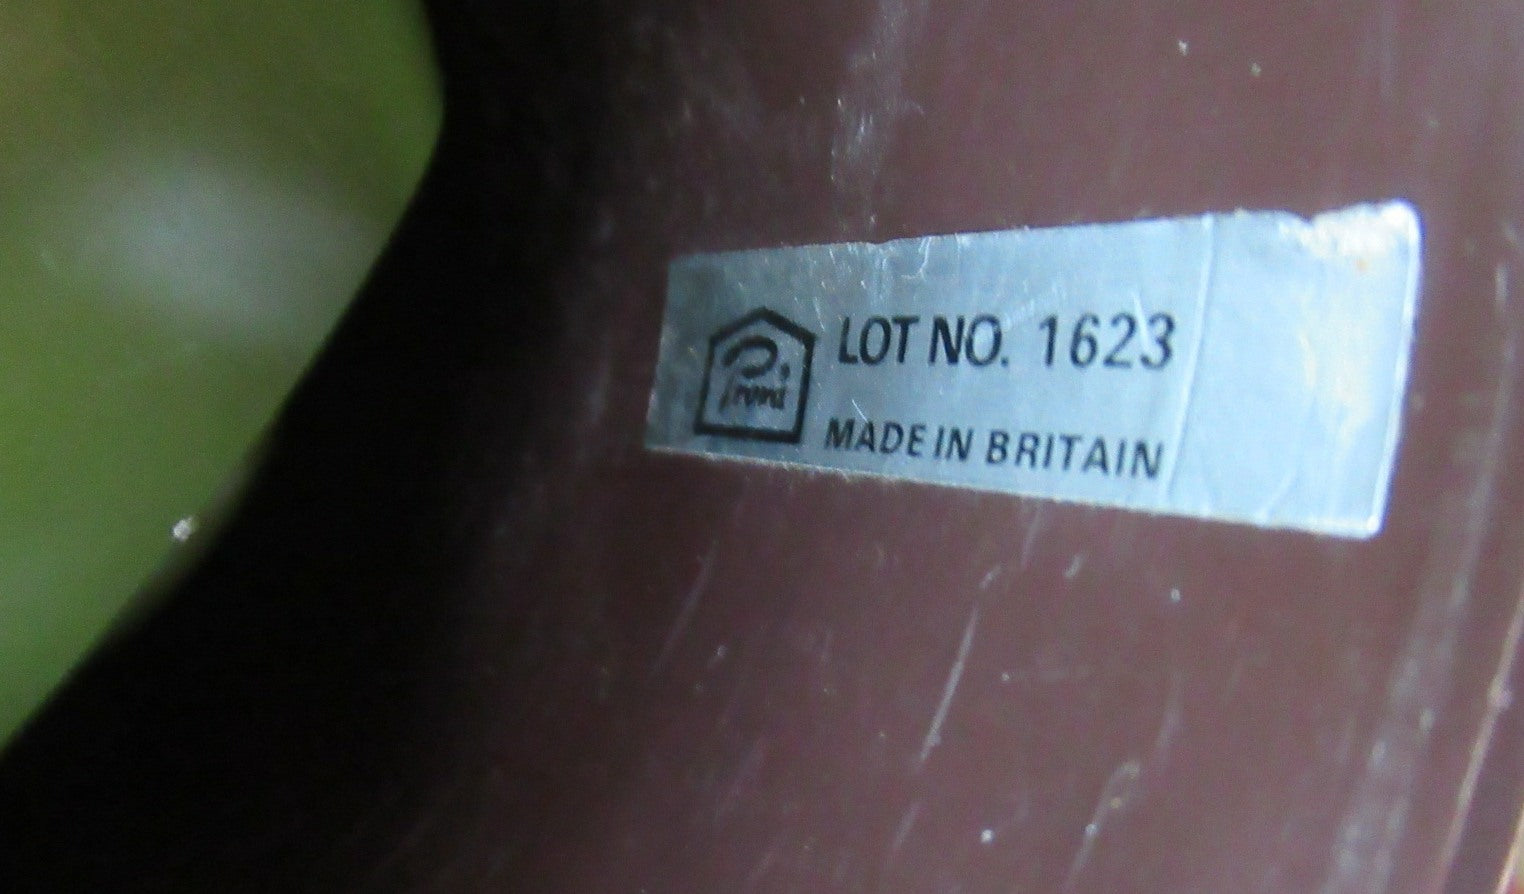 LOT NO. 1623
MADE IN BRITAIN